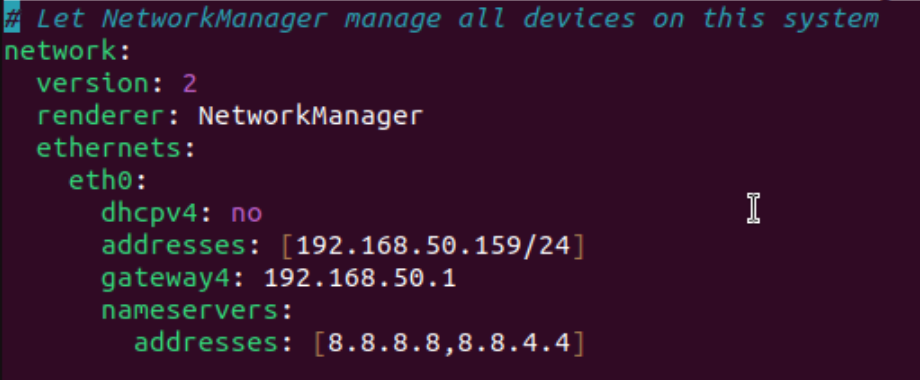 # Let NetworkManager manage all devices on this system
network:
  version: 2
  renderer: NetworkManager
  ethernets:
    eth0:
      dhcpv4: no
      addresses: [192.168.50.159/24]
      gateway4: 192.168.50.1
      nameservers:
        addresses: [8.8.8.8,8.8.4.4]